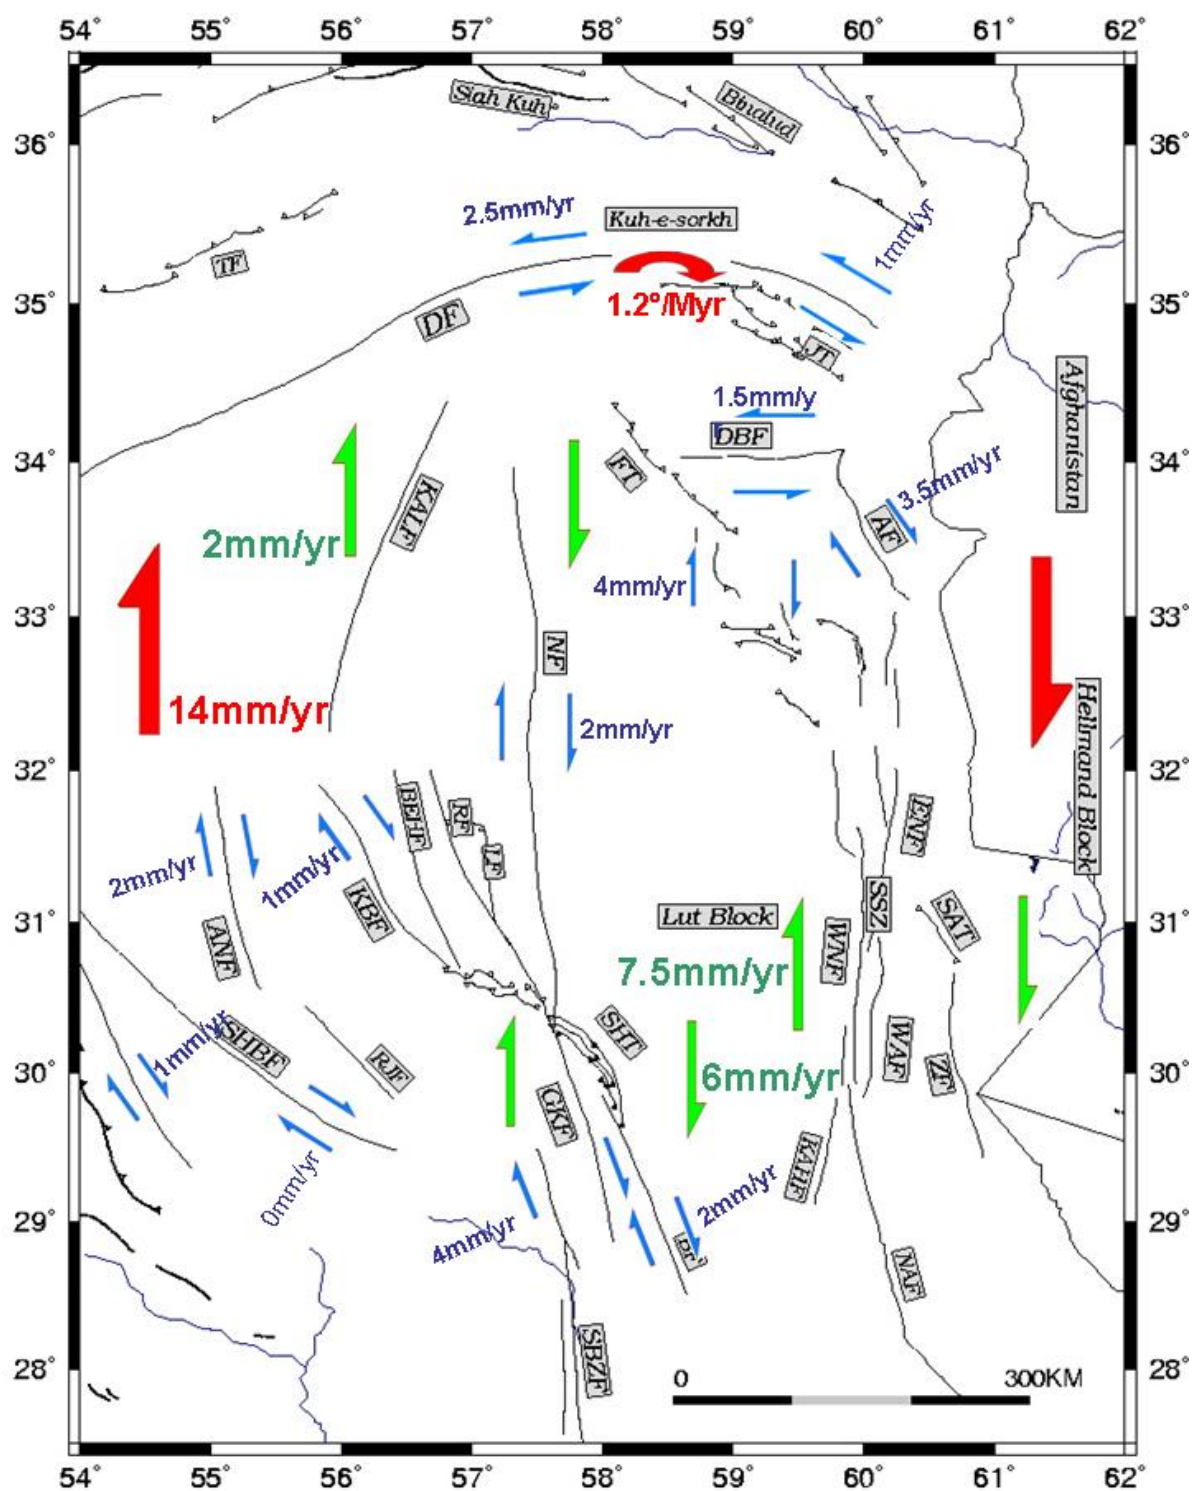 54° 55° 56° 57° 58° 59° 60° 61° 62°
Siah Kuh
Binalud
36° 36°
2.5mm/yr
Kuh-e-sorkh
1mm/yr
TF
35° 35°
1.2°/Myr
DF
JT
Afghanistan
1.5mm/y
DBF
34° 34°
FT
3.5mm/yr
KALF
AF
2mm/yr
4mm/yr
33° 33°
NF
14mm/yr
2mm/yr
Hellmand Block
32° 32°
BEHF
RF
ENF
LF
2mm/yr
1mm/yr
KBF
SSZ
31° 31°
Lut Block
SAT
ANF
WNF
7.5mm/yr
1mm/yr
SHBF
SHT
RJF
WAF
ZF
30° 30°
6mm/yr
GKF
KAHF
0mm/yr
2mm/yr
29° 29°
4mm/yr
NAF
SBZF
28° 28°
0 300KM
54° 55° 56° 57° 58° 59° 60° 61° 62°